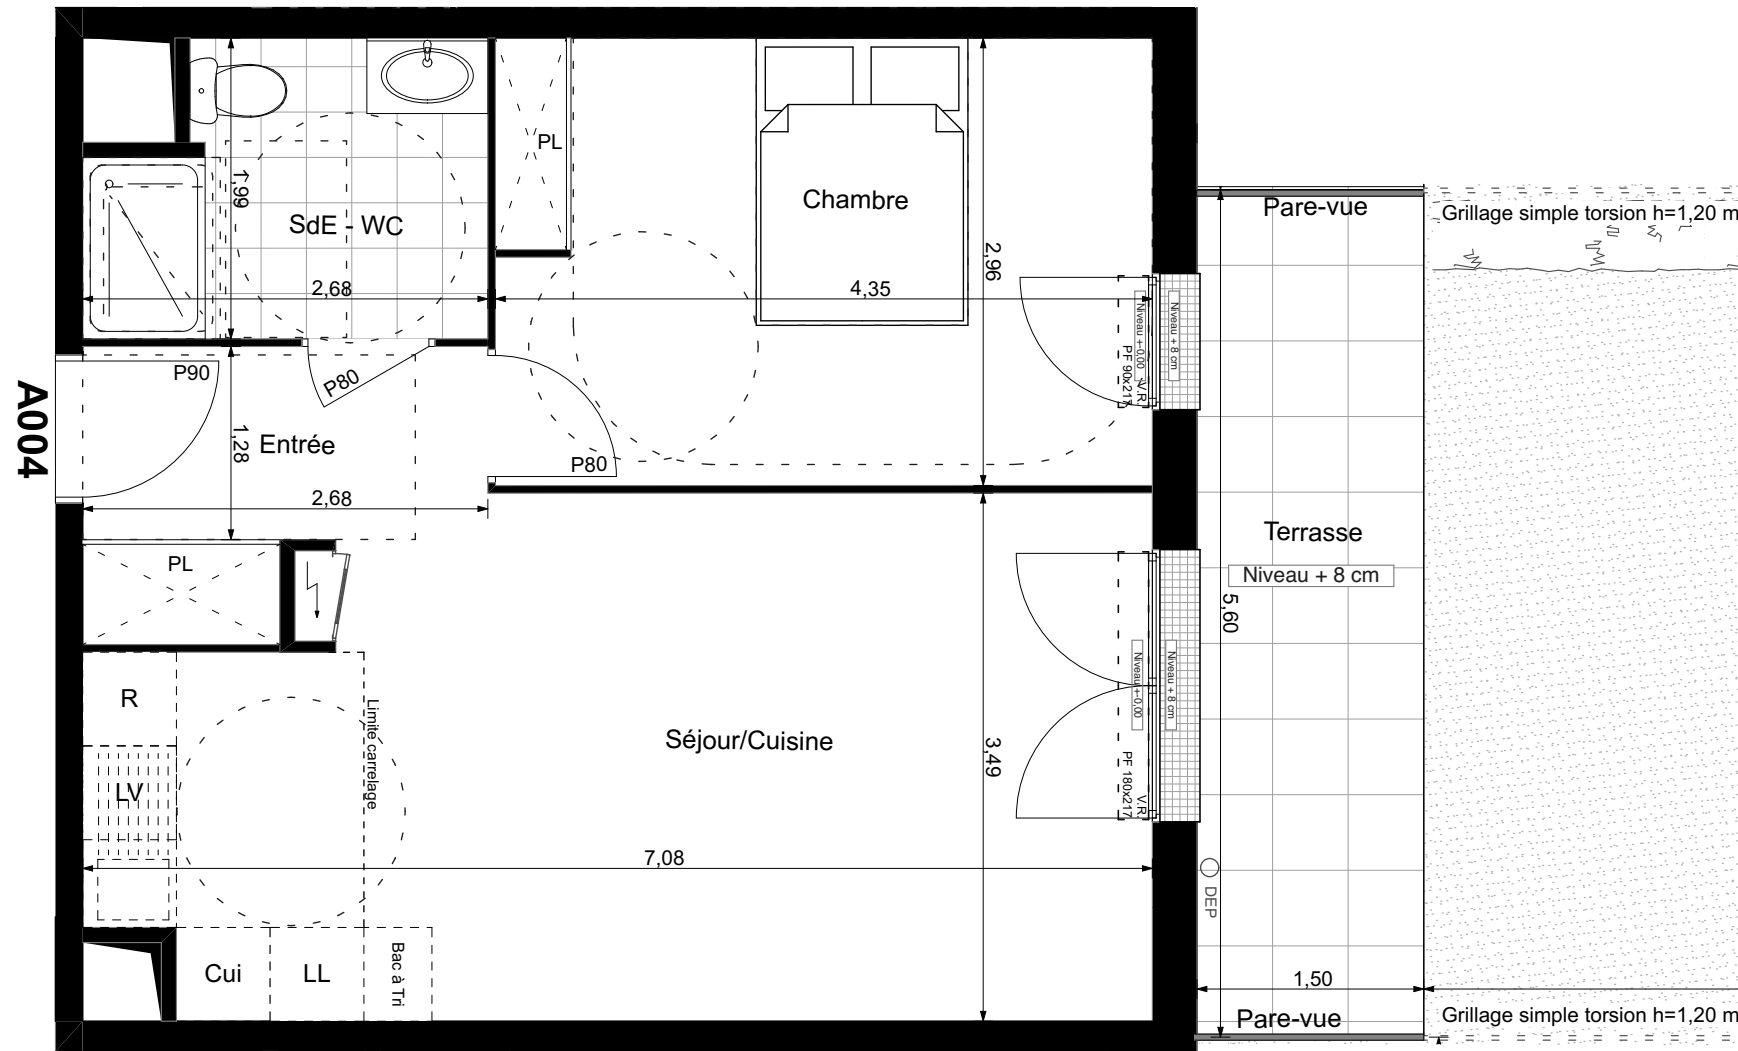 A004
PL
Chambre
1,99
SdE - WC
2,68
4,35
2,96
Niveau +-0,00
Niveau + 8 cm
V.R.
PF 90x217
P90
P80
1,28
Entrée
P80
2,68
PL
R
LV
Limite carrelage
Séjour/Cuisine
3,49
Niveau +-0,00
Niveau + 8 cm
V.R.
PF 180x217
7,08
Cui
LL
Bac à Tri
Pare-vue
Grillage simple torsion h=1,20 m
Terrasse
Niveau + 8 cm
5,60
DEP
1,50
Pare-vue
Grillage simple torsion h=1,20 m